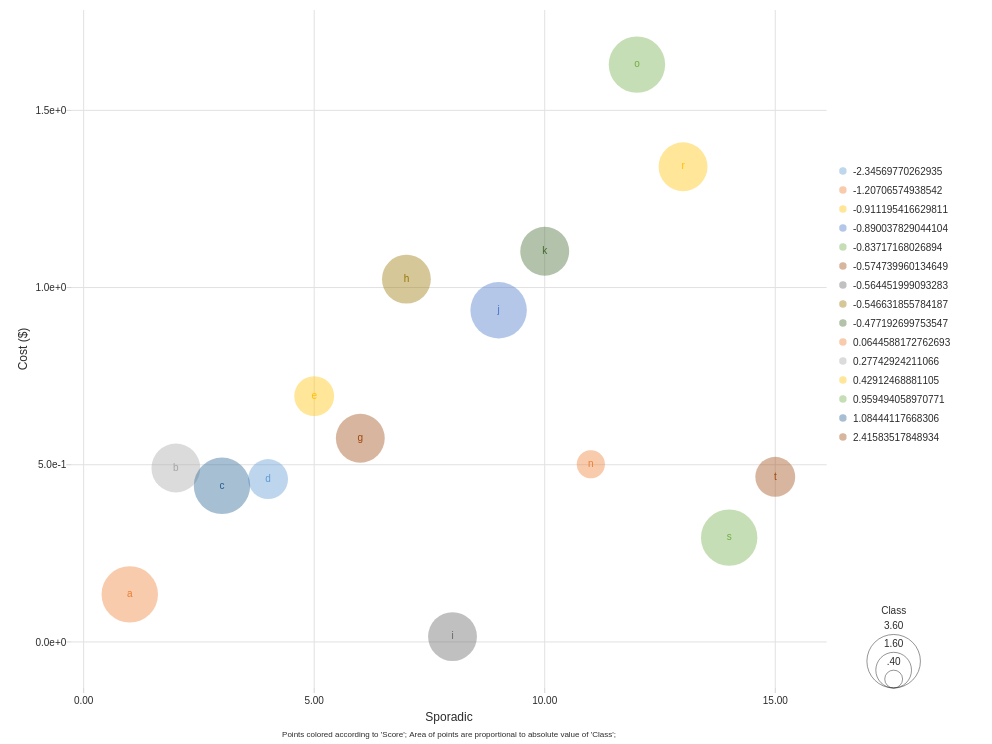 o
1.5e+0
r
-2.34569770262935
-1.20706574938542
-0.911195416629811
-0.890037829044104
-0.83717168026894
-0.574739960134649
-0.564451999093283
-0.546631855784187
-0.477192699753547
0.0644588172762693
0.27742924211066
0.42912468881105
0.959494058970771
1.08444117668306
2.41583517848934
k
h
1.0e+0
j
Cost ($)
e
g
5.0e-1
b
c
d
n
t
s
a
i
0.0e+0
Class
3.60
1.60
.40
0.00
5.00
10.00
15.00
Sporadic
Points colored according to 'Score'; Area of points are proportional to absolute value of 'Class';